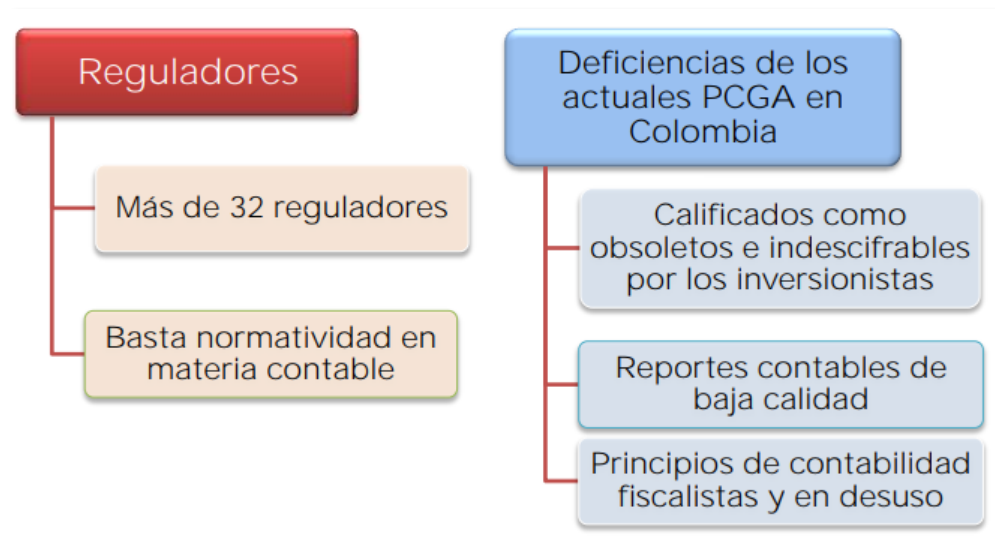 Reguladores
Más de 32 reguladores
Basta normatividad en
materia contable
Deficiencias de los
actuales PCGA en
Colombia
Calificados como
obsoletos e indescifrables
por los inversionistas
Reportes contables de
baja calidad
Principios de contabilidad
fiscalistas y en desuso